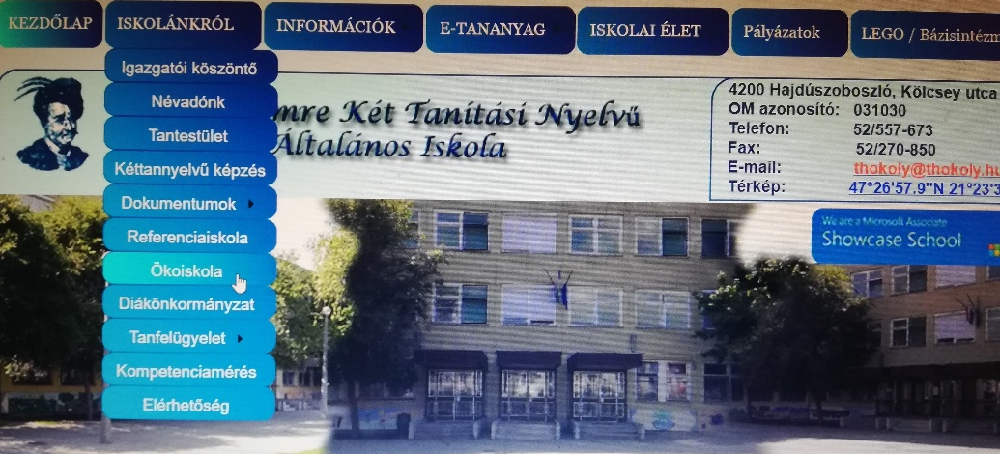 KEZDŐLAP
ISKOLÁNKRÓL
INFORMÁCIÓK
E-TANANYAG
ISKOLAI ÉLET
Pályázatok
LEGO / Bázisintézm
Igazgatói köszöntő
Névadónk
Tantestület
Kéttannyelvű képzés
Dokumentumok
Referenciaiskola
Ökoiskola
Diákönkormányzat
Tanfelügyelet
Kompetenciamérés
Elérhetőség
mre Két Tanítási Nyelvű
Általános Iskola
4200 Hajdúszoboszló, Kölcsey utca
OM azonosító: 031030
Telefon: 52/557-673
Fax: 52/270-850
E-mail: thokoly@thokoly.hu
Térkép: 47°26'57.9"N 21°23'3
We are a Microsoft Associate
Showcase School